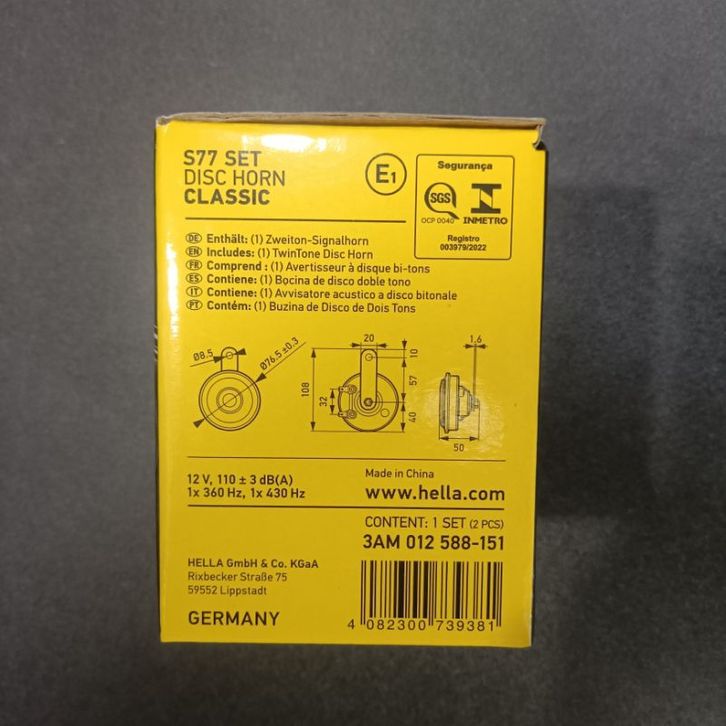 S77 SET
DISC HORN
CLASSIC
E1
Segurança
SGS
OCP 0040
INMETRO
Registro
003979/2022
DE Enthält: (1) Zweiton-Signalhorn
EN Includes: (1) TwinTone Disc Horn
FR Comprend : (1) Avertisseur à disque bi-tons
ES Contiene: (1) Bocina de disco doble tono
IT Contiene: (1) Avvisatore acustico a disco bitonale
PT Contém: (1) Buzina de Disco de Dois Tons
Ø8.5
Ø76.5 ±0.3
20
10
57
40
108
32
1,6
50
12 V, 110 ± 3 dB(A)
1x 360 Hz, 1x 430 Hz
Made in China
www.hella.com
CONTENT: 1 SET (2 PCS)
3AM 012 588-151
HELLA GmbH & Co. KGaA
Rixbecker Straße 75
59552 Lippstadt
GERMANY
4 082300 739381